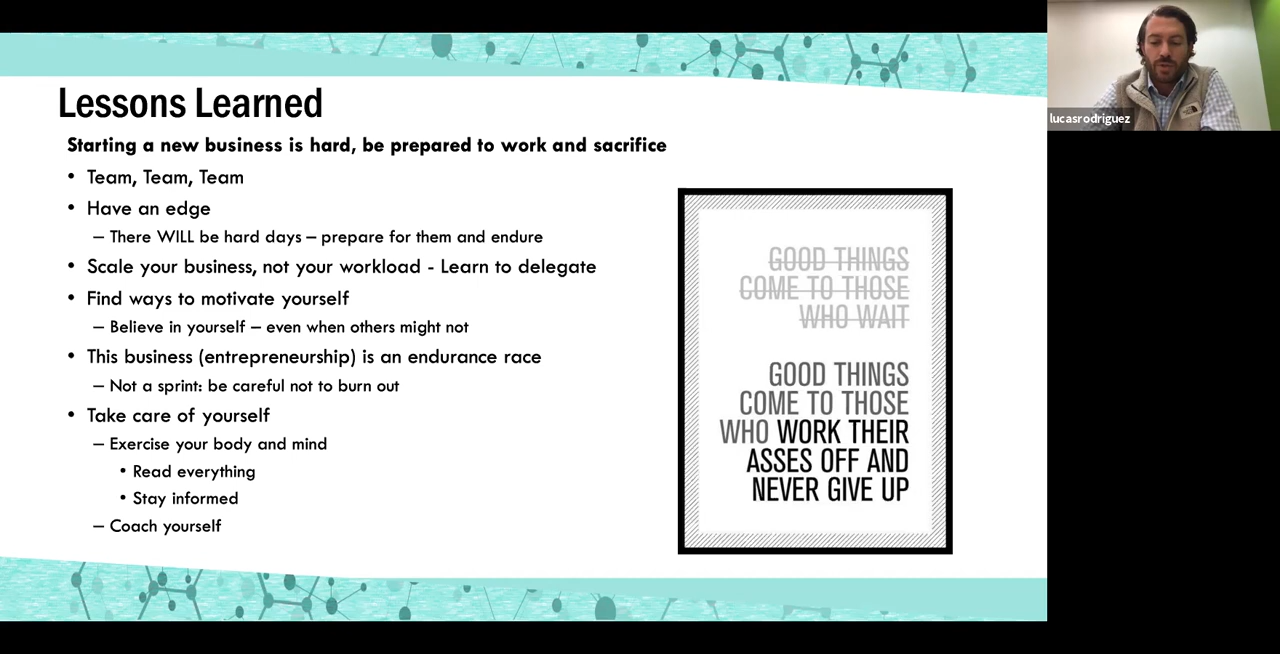 Lessons Learned
Starting a new business is hard, be prepared to work and sacrifice
• Team, Team, Team
• Have an edge
– There WILL be hard days – prepare for them and endure
• Scale your business, not your workload - Learn to delegate
• Find ways to motivate yourself
– Believe in yourself – even when others might not
• This business (entrepreneurship) is an endurance race
– Not a sprint: be careful not to burn out
• Take care of yourself
– Exercise your body and mind
• Read everything
• Stay informed
– Coach yourself
GOOD THINGS
COME TO THOSE
WHO WAIT
GOOD THINGS
COME TO THOSE
WHO WORK THEIR
ASSES OFF AND
NEVER GIVE UP
lucasrodriguez